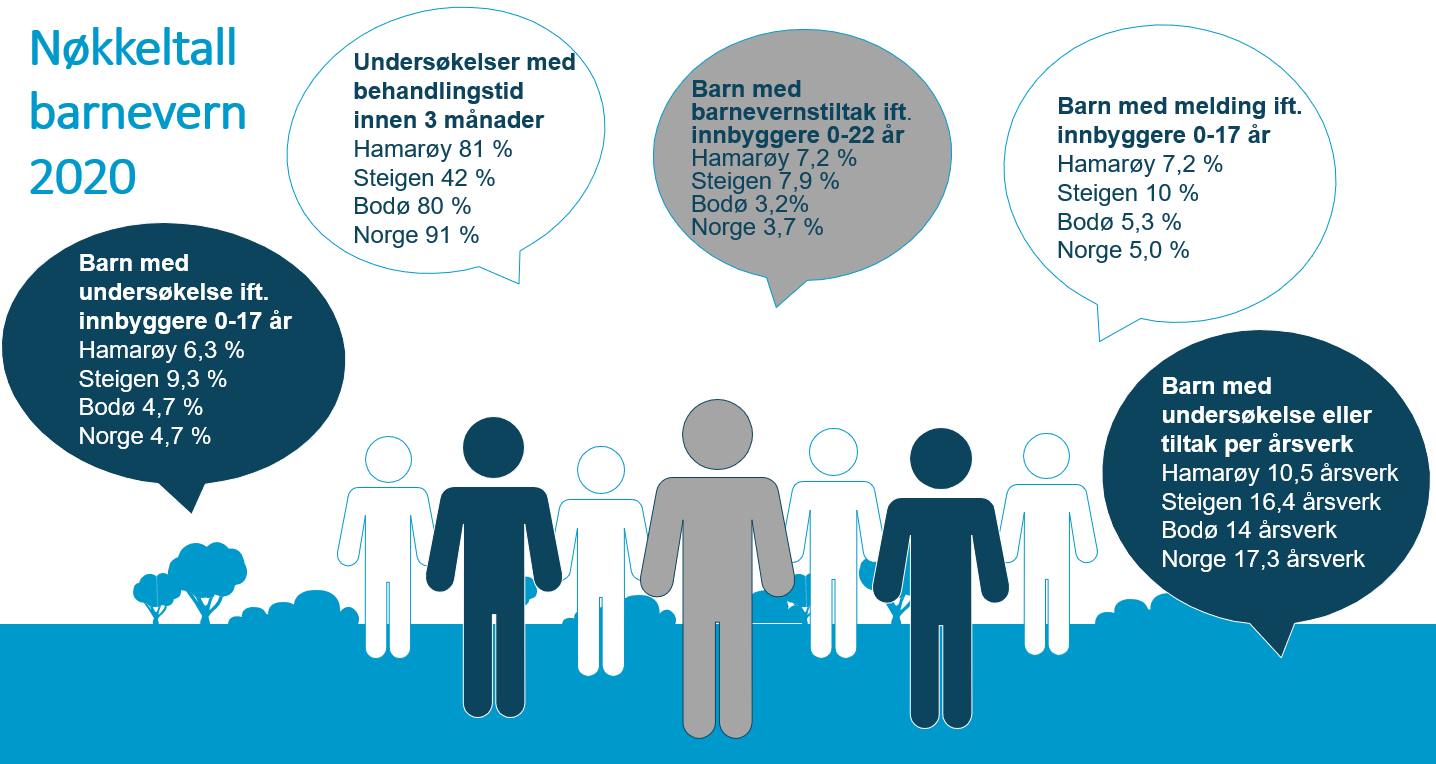 Nøkkeltall
barnevern
2020
Undersøkelser med
behandlingstid
innen 3 månader
Hamarøy 81 %
Steigen 42 %
Bodø 80 %
Norge 91 %
Barn med
barnevernstiltak ift.
innbyggere 0-22 år
Hamarøy 7,2 %
Steigen 7,9 %
Bodø 3,2%
Norge 3,7 %
Barn med melding ift.
innbyggere 0-17 år
Hamarøy 7,2 %
Steigen 10 %
Bodø 5,3 %
Norge 5,0 %
Barn med
undersøkelse ift.
innbyggere 0-17 år
Hamarøy 6,3 %
Steigen 9,3 %
Bodø 4,7 %
Norge 4,7 %
Barn med
undersøkelse eller
tiltak per årsverk
Hamarøy 10,5 årsverk
Steigen 16,4 årsverk
Bodø 14 årsverk
Norge 17,3 årsverk